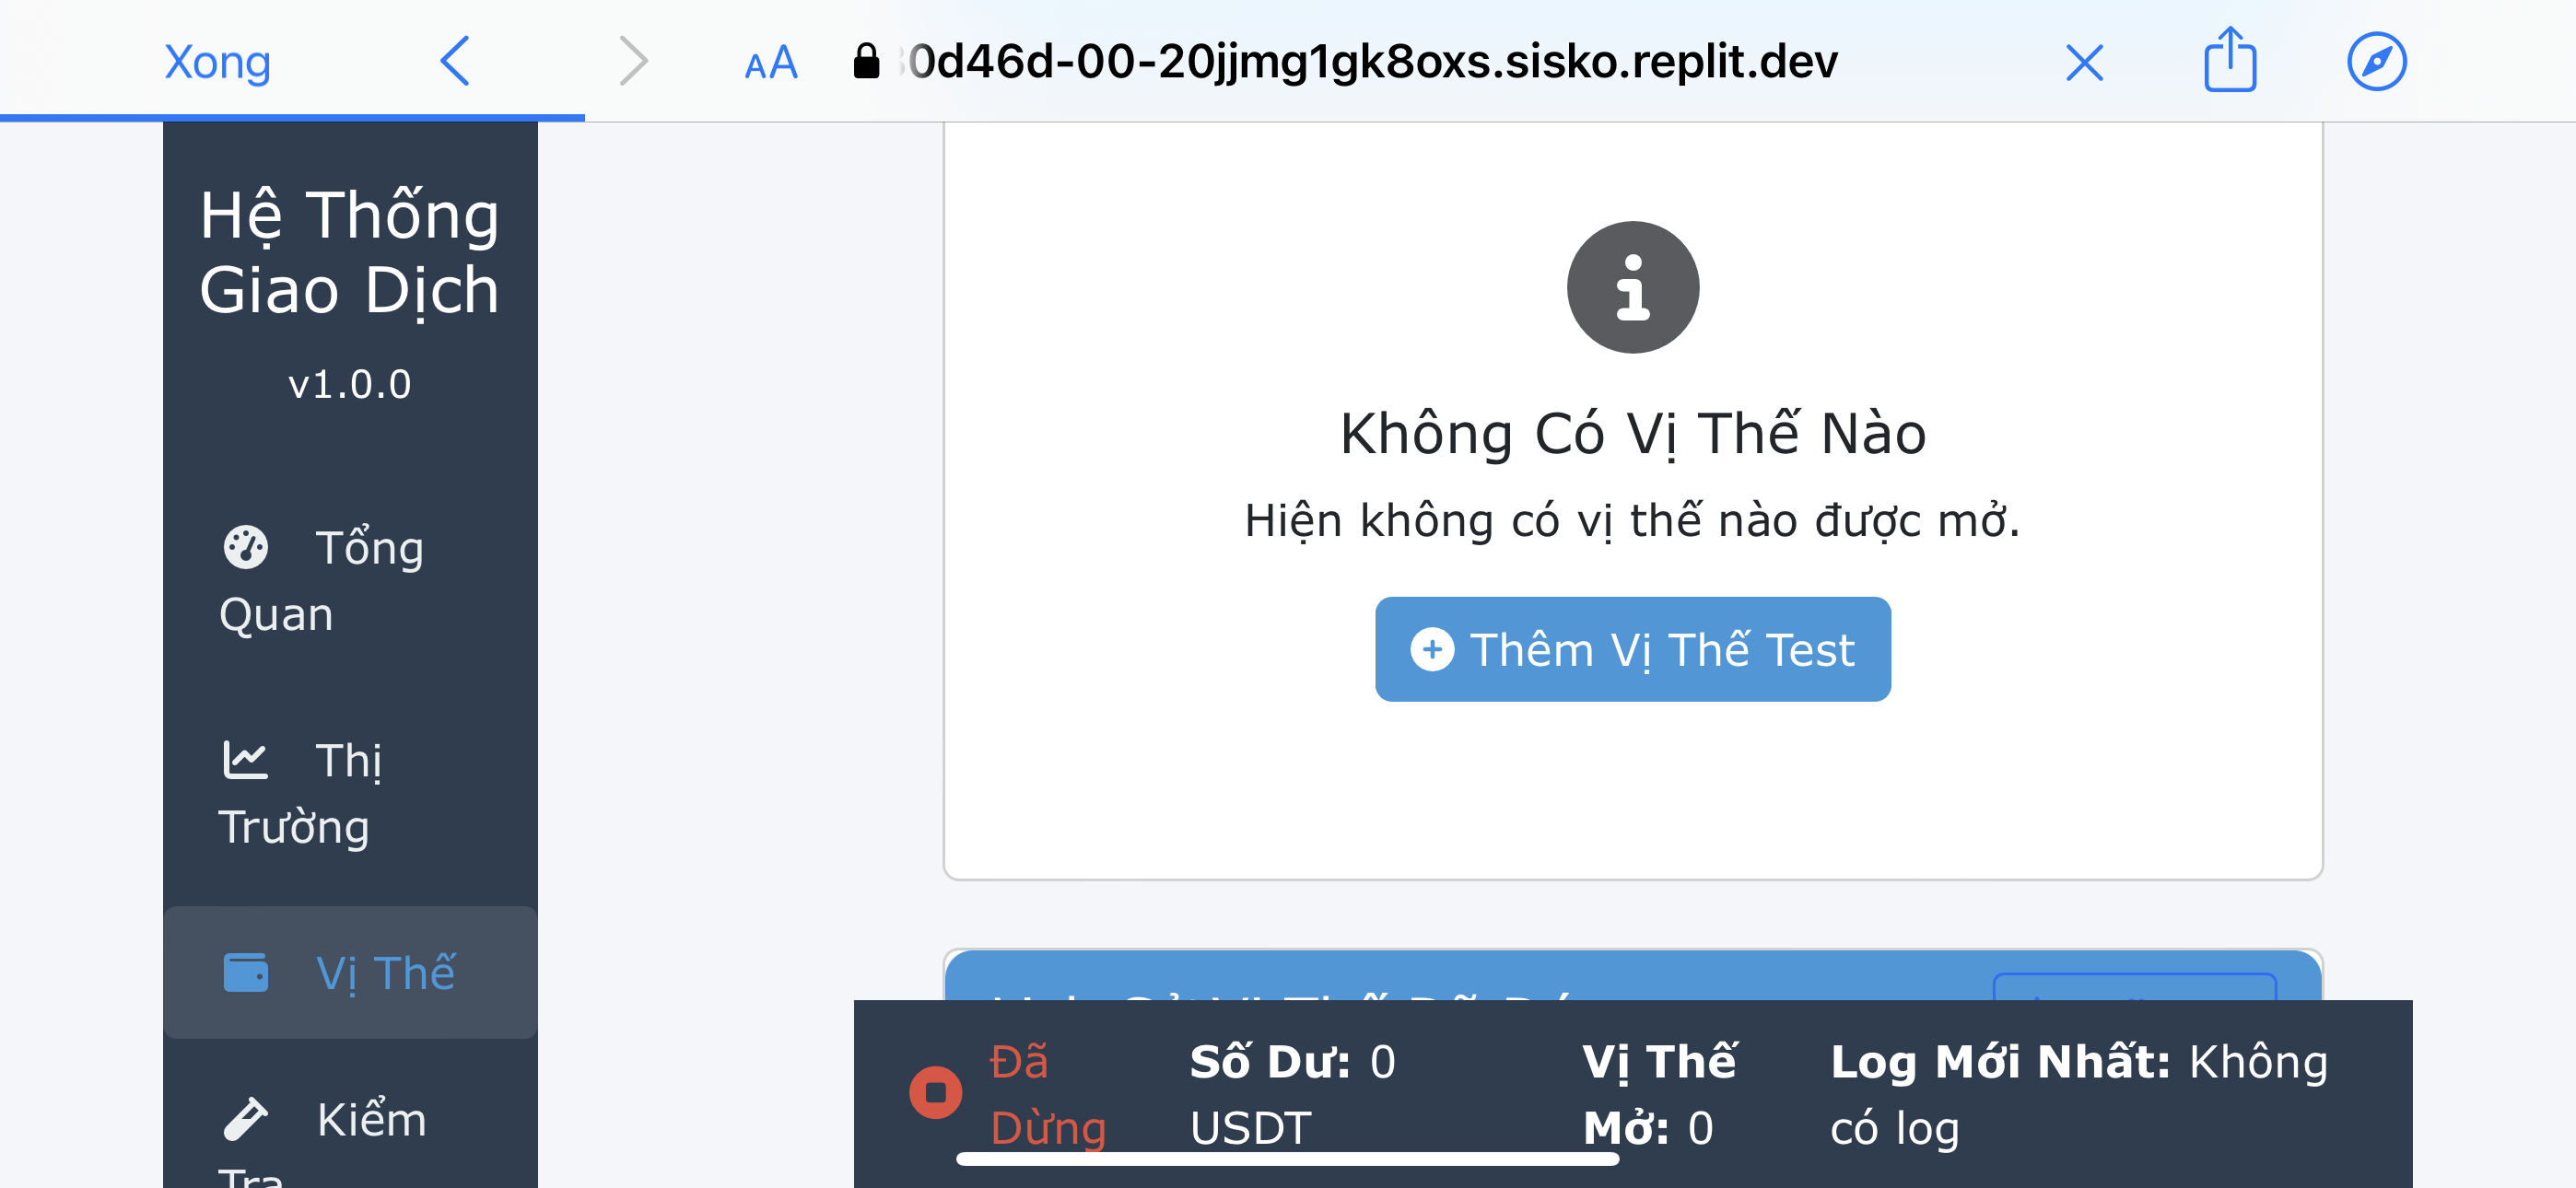 Xong
AA
0d46d-00-20jjmg1gk8oxs.sisko.replit.dev
Hệ Thống
Giao Dịch
v1.0.0
Tổng
Quan
Thị
Trường
Vị Thế
Kiểm
Tra
Không Có Vị Thế Nào
Hiện không có vị thế nào được mở.
Thêm Vị Thế Test
Đã
Dừng
Số Dư: 0
USDT
Vị Thế
Mở: 0
Log Mới Nhất: Không
có log